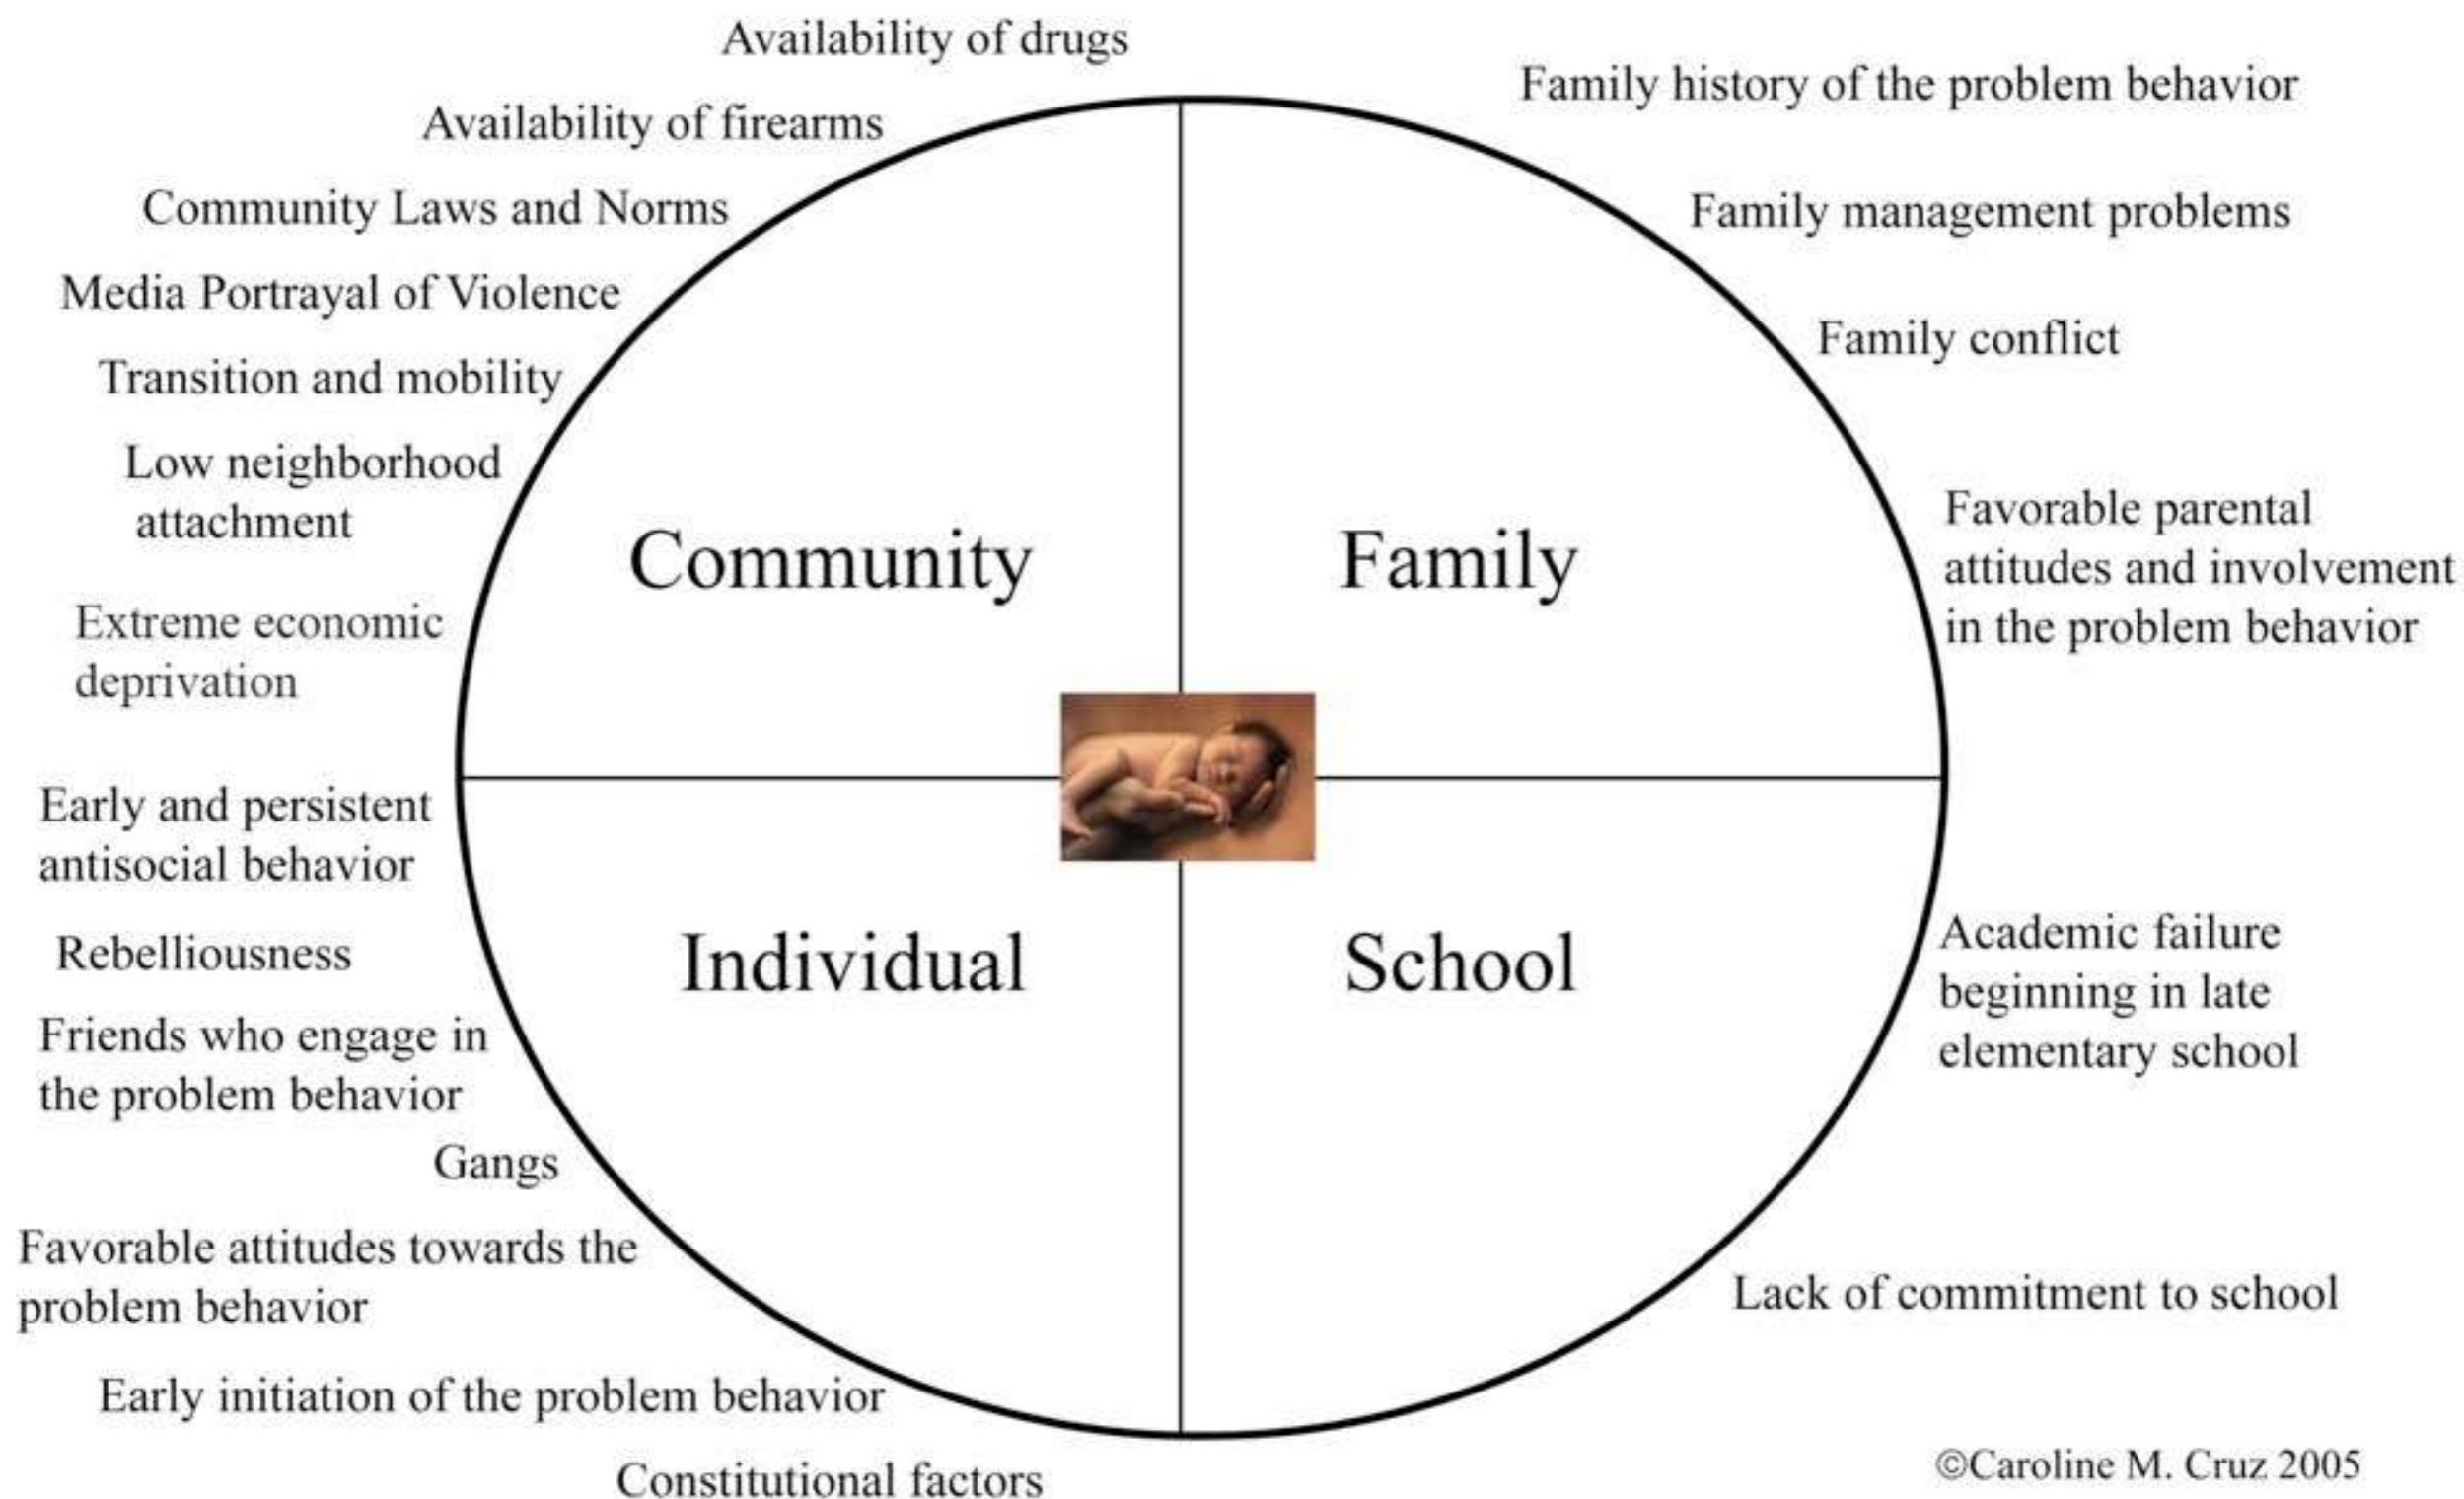 Availability of drugs
Availability of firearms
Community Laws and Norms
Media Portrayal of Violence
Transition and mobility
Low neighborhood
attachment
Extreme economic
deprivation
Community
Family history of the problem behavior
Family management problems
Family conflict
Favorable parental
attitudes and involvement
in the problem behavior
Family
Early and persistent
antisocial behavior
Rebelliousness
Friends who engage in
the problem behavior
Gangs
Favorable attitudes towards the
problem behavior
Early initiation of the problem behavior
Constitutional factors
Individual
School
Academic failure
beginning in late
elementary school
Lack of commitment to school
©Caroline M. Cruz 2005